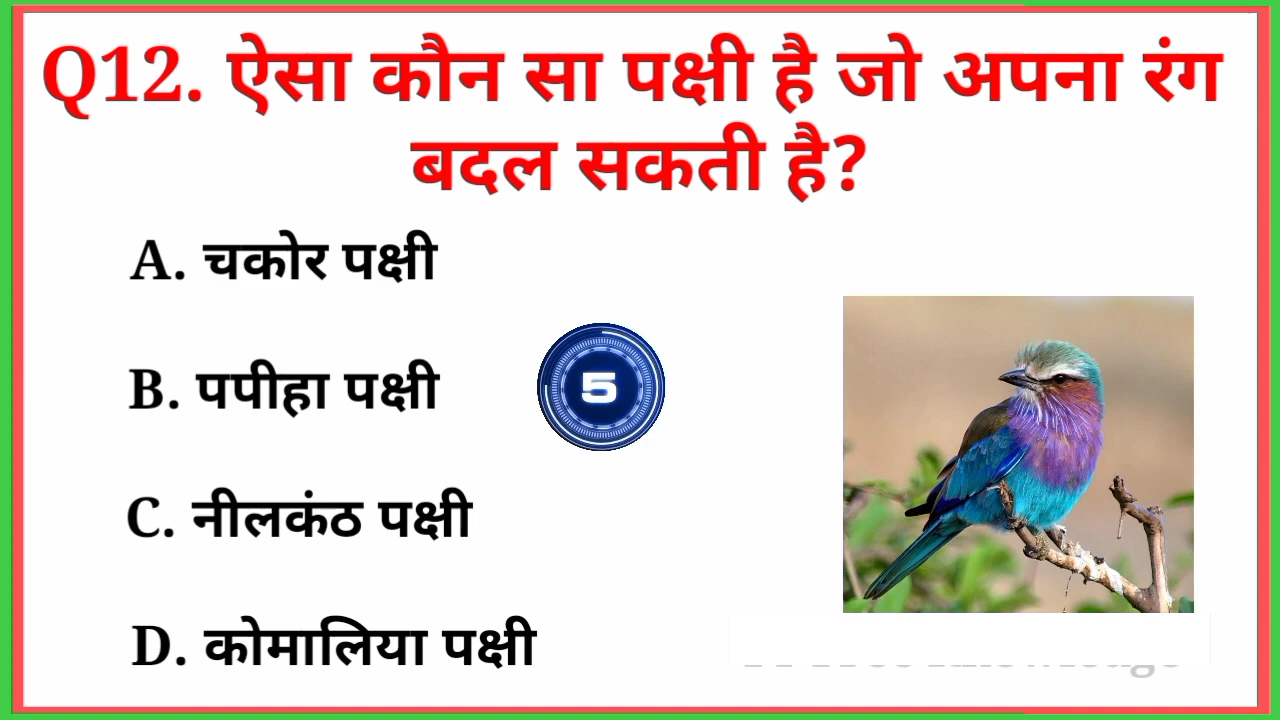 Q12. ऐसा कौन सा पक्षी है जो अपना रंग
बदल सकती है?
A. चकोर पक्षी
B. पपीहा पक्षी
5
C. नीलकंठ पक्षी
D. कोमालिया पक्षी